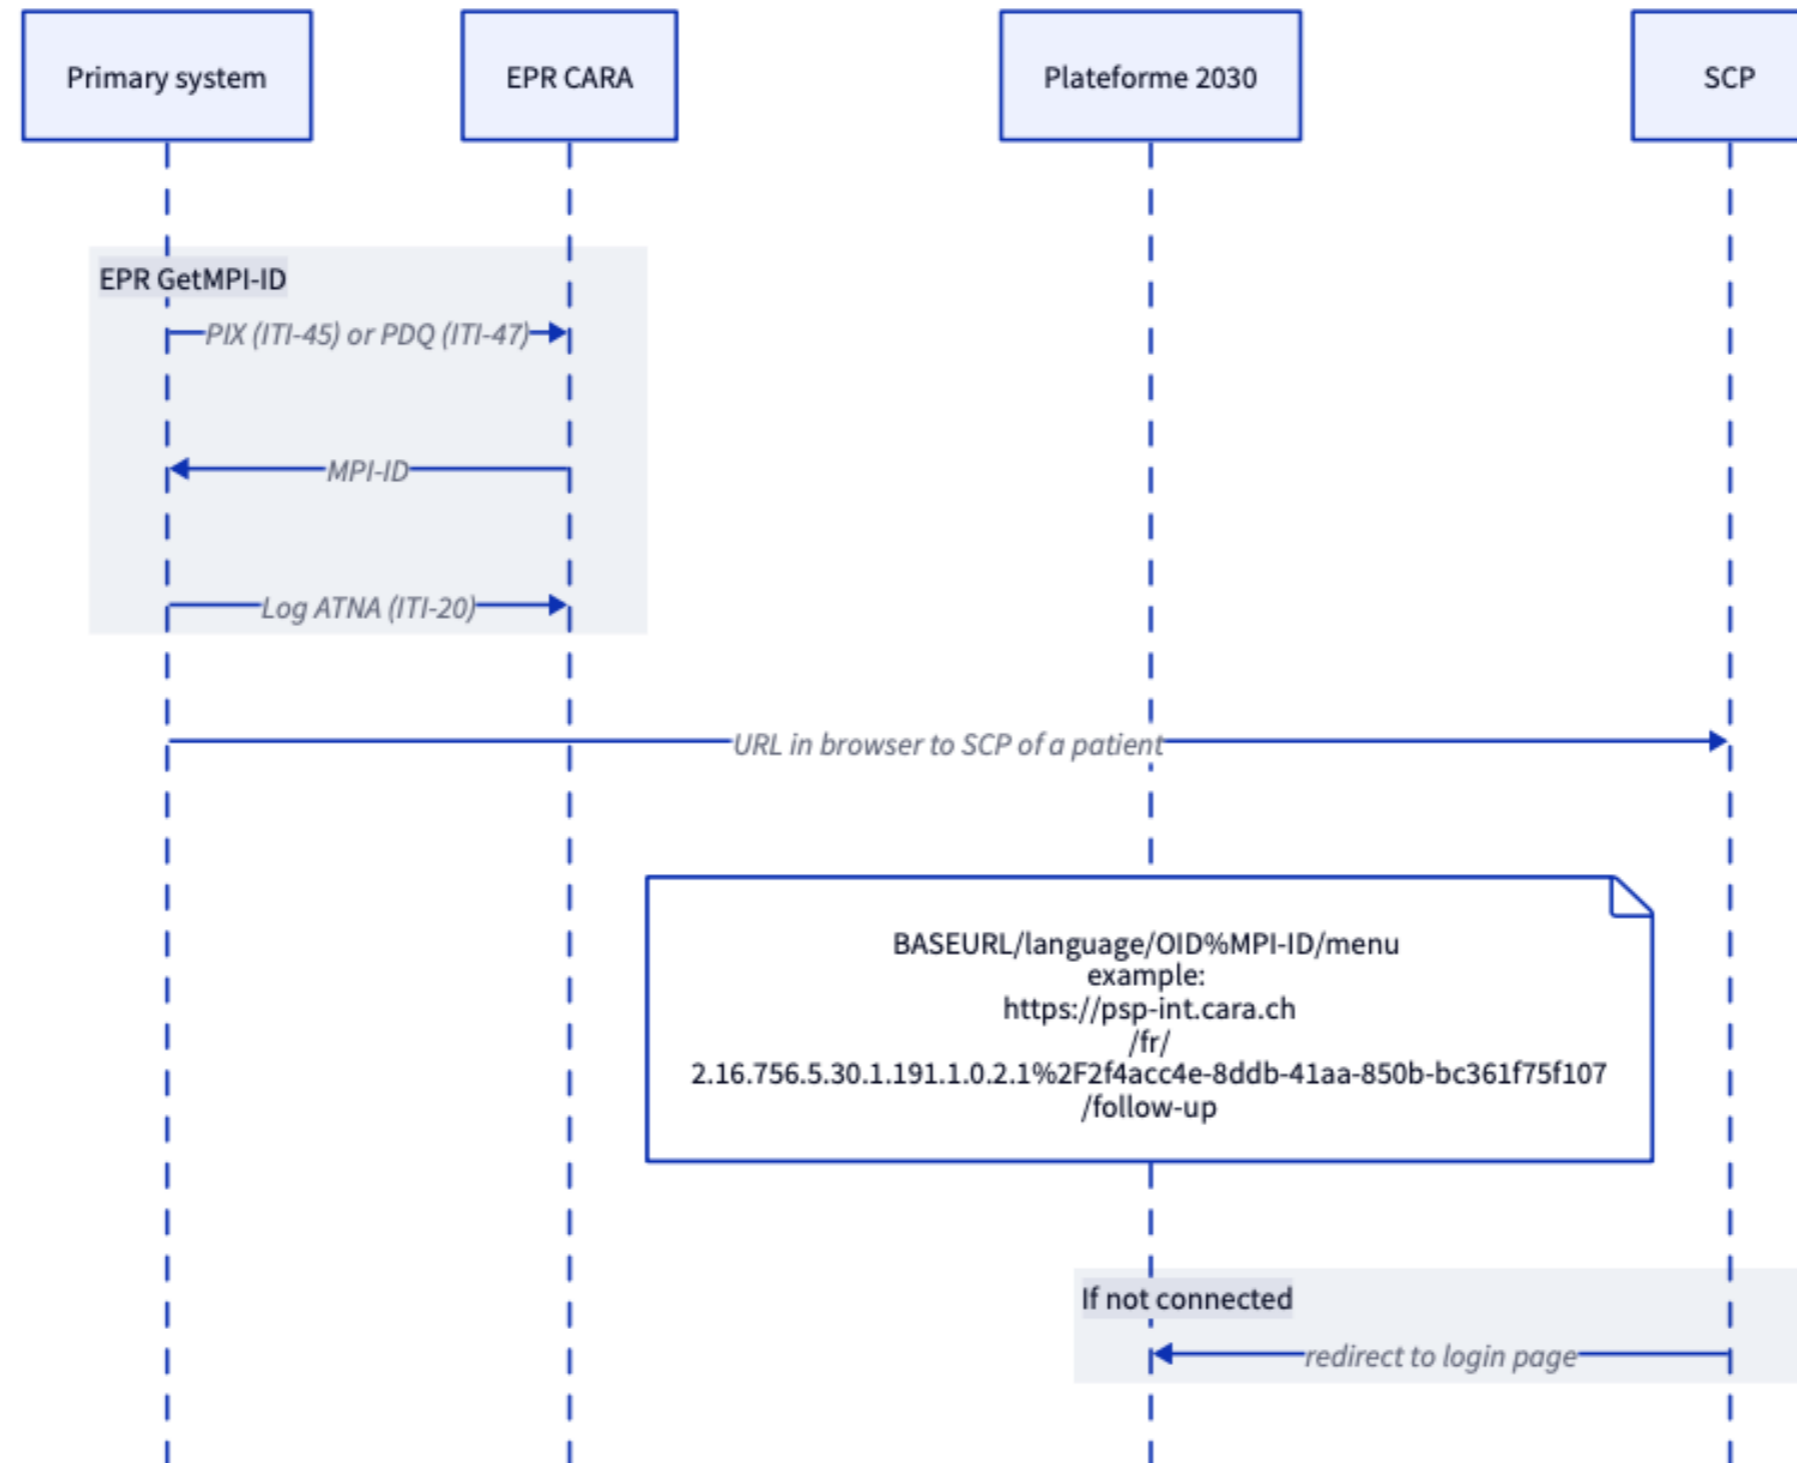 Primary system
EPR CARA
Plateforme 2030
SCP
EPR GetMPI-ID
PIX (ITI-45) or PDQ (ITI-47)
MPI-ID
Log ATNA (ITI-20)
URL in browser to SCP of a patient
BASEURL/language/OID%MPI-ID/menu
example:
https://psp-int.cara.ch
/fr/
2.16.756.5.30.1.191.1.0.2.1%2F2f4acc4e-8ddb-41aa-850b-bc361f75f107
/follow-up
If not connected
redirect to login page